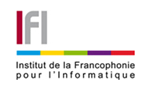 IFI
Institut de la Francophonie
pour l'Informatique